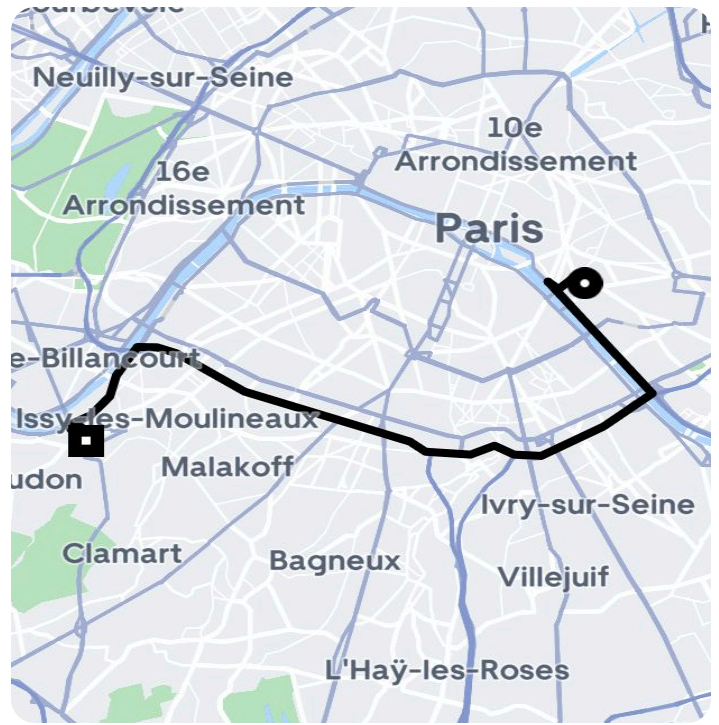 Neuilly-sur-Seine
10e
Arrondissement
16e
Arrondissement
Paris
e-Billancourt
Issy-les-Moulineaux
Malakoff
udon
Ivry-sur-Seine
Clamart
Bagneux
Villejuif
L'Haÿ-les-Roses